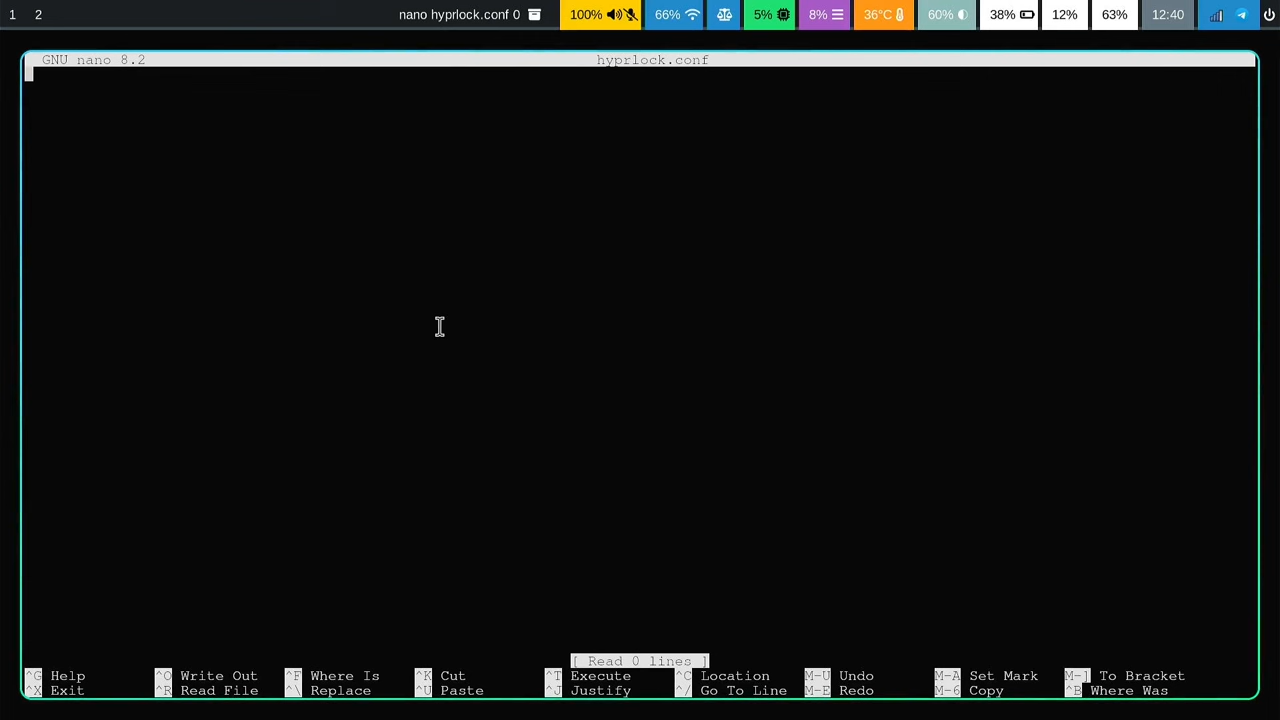 1 2 nano hyprlock.conf 0 100% 66% 5% 8% 36°C 60% 38% 12% 63% 12:40
GNU nano 8.2 hyprlock.conf
[ Read 0 lines ]
^G Help ^O Write Out ^F Where Is ^K Cut ^T Execute ^C Location M-U Undo M-A Set Mark M-] To Bracket
^X Exit ^R Read File ^\ Replace ^U Paste ^J Justify ^/ Go To Line M-E Redo M-6 Copy ^B Where Was